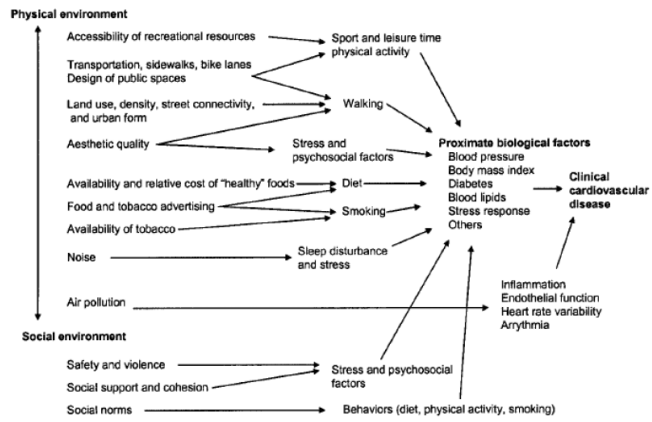 Physical environment
Accessibility of recreational resources
Sport and leisure time
physical activity
Transportation, sidewalks, bike lanes
Design of public spaces
Land use, density, street connectivity,
and urban form
Walking
Aesthetic quality
Stress and
psychosocial factors
Proximate biological factors
Blood pressure
Body mass index
Diabetes
Blood lipids
Stress response
Others
Clinical
cardiovascular
disease
Availability and relative cost of "healthy" foods
Diet
Food and tobacco advertising
Smoking
Availability of tobacco
Noise
Sleep disturbance
and stress
Air pollution
Inflammation
Endothelial function
Heart rate variability
Arrythmia
Social environment
Safety and violence
Stress and psychosocial
factors
Social support and cohesion
Social norms
Behaviors (diet, physical activity, smoking)